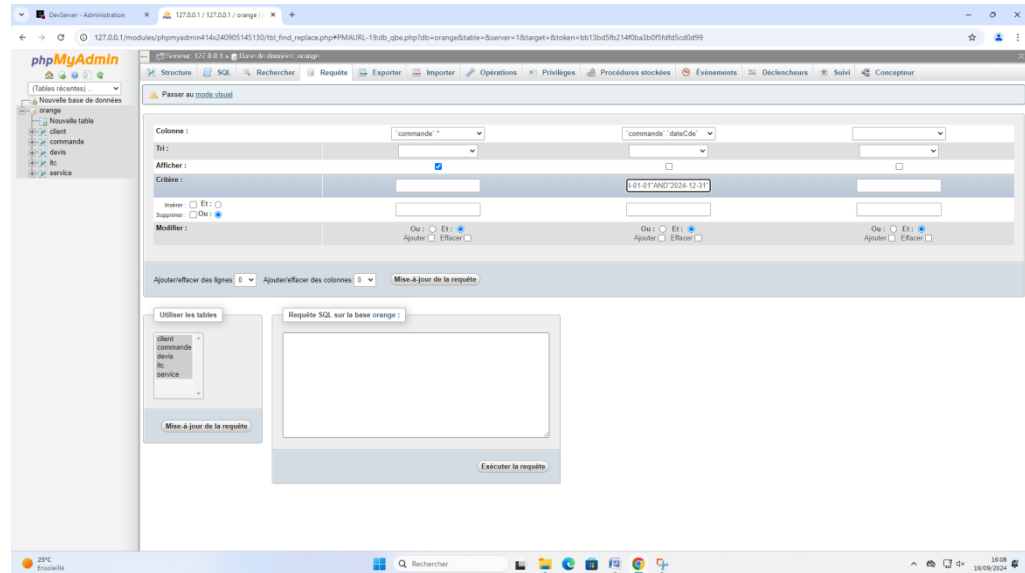 DevServer - Administration
127.0.0.1 / 127.0.0.1 / orange | p
127.0.0.1/modules/phpmyadmin414x240905145130/tbl_find_replace.php#PMAURL-19:db_qbe.php?db=orange&table=&server=1&target=&token=bb13bd5fb214f0ba3b0f5fdfd5cd0d99
phpMyAdmin
(Tables récentes) ...
Nouvelle base de données
orange
Nouvelle table
client
commande
devis
itc
service
Serveur: 127.0.0.1 » Base de données: orange
Structure SQL Rechercher Requête Exporter Importer Opérations Privilèges Procédures stockées Événements Déclencheurs Suivi Concepteur
Passer au mode visuel
Colonne : `commande`.* `commande`.`dateCde`
Tri :
Afficher :
Critère : l-01-01"AND"2024-12-31"
Insérer : Et :
Supprimer : Ou :
Modifier : Ou : Et : Ou : Et : Ou : Et :
Ajouter Effacer Ajouter Effacer Ajouter Effacer
Ajouter/effacer des lignes: 0 Ajouter/effacer des colonnes: 0 Mise-à-jour de la requête
Utiliser les tables
client
commande
devis
itc
service
Mise-à-jour de la requête
Requête SQL sur la base orange :
Exécuter la requête
25°C
Ensoleillé
Rechercher
16:08
19/09/2024